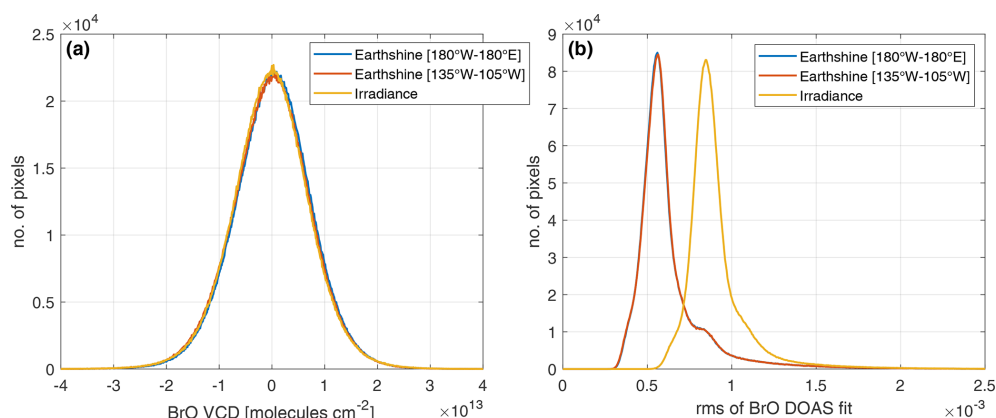 ×10⁴
2.5
2
1.5
1
0.5
0
(a)
Earthshine [180°W-180°E]
Earthshine [135°W-105°W]
Irradiance
no. of pixels
-4 -3 -2 -1 0 1 2 3 4
BrO VCD [molecules cm⁻²]
×10¹³
×10⁴
9
8
7
6
5
4
3
2
1
0
(b)
Earthshine [180°W-180°E]
Earthshine [135°W-105°W]
Irradiance
no. of pixels
0 0.5 1 1.5 2 2.5
rms of BrO DOAS fit
×10⁻³